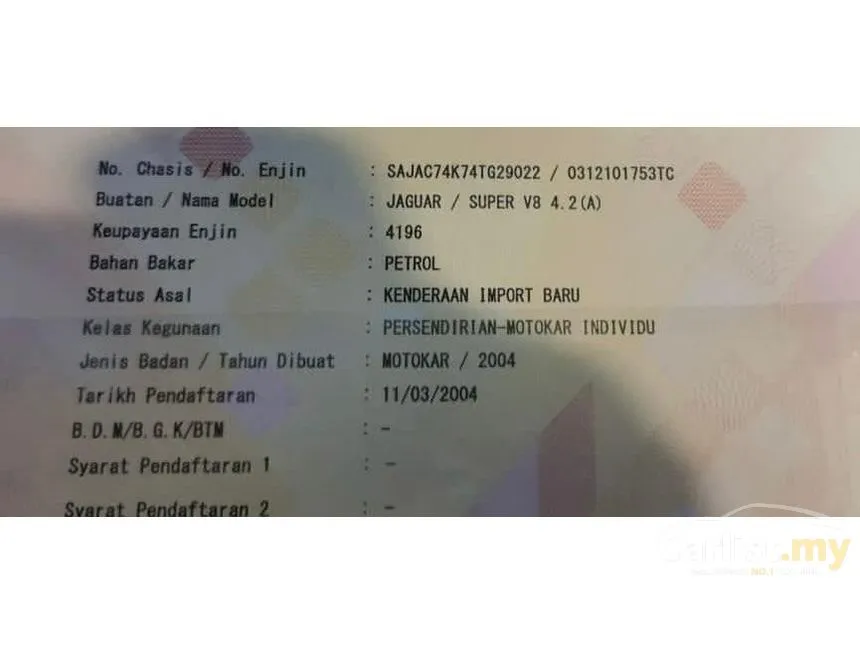 No. Chasis / No. Enjin : SAJAC74K74TG29022 / 0312101753TC
Buatan / Nama Model : JAGUAR / SUPER V8 4.2(A)
Keupayaan Enjin : 4196
Bahan Bakar : PETROL
Status Asal : KENDERAAN IMPORT BARU
Kelas Kegunaan : PERSENDIRIAN-MOTOKAR INDIVIDU
Jenis Badan / Tahun Dibuat : MOTOKAR / 2004
Tarikh Pendaftaran : 11/03/2004
B.D.M/B.G.K/BTM : -
Syarat Pendaftaran 1 : -
Syarat Pendaftaran 2 : -
Carlist.my